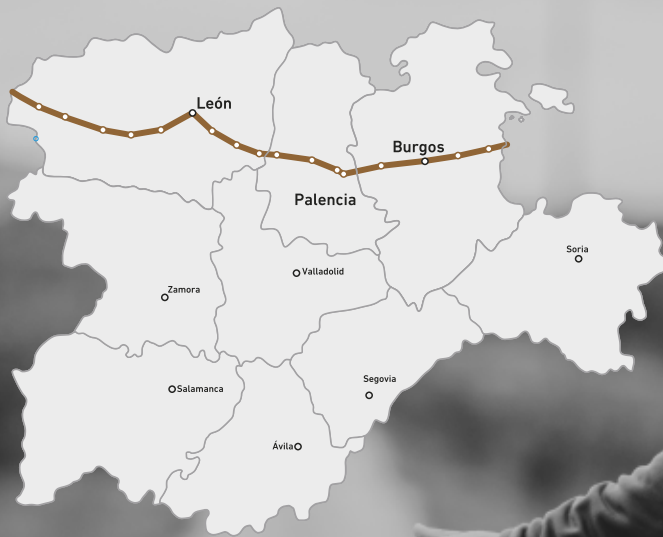 León
Burgos
Palencia
Soria
Valladolid
Zamora
Segovia
Salamanca
Ávila